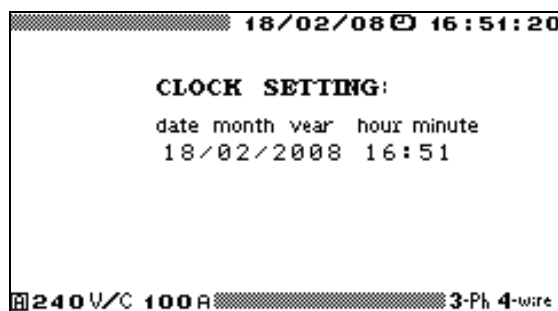 18/02/08 16:51:20
CLOCK SETTING:
date month year hour minute
18/02/2008 16:51
A 240 V/C 100 A 3-Ph 4-wire